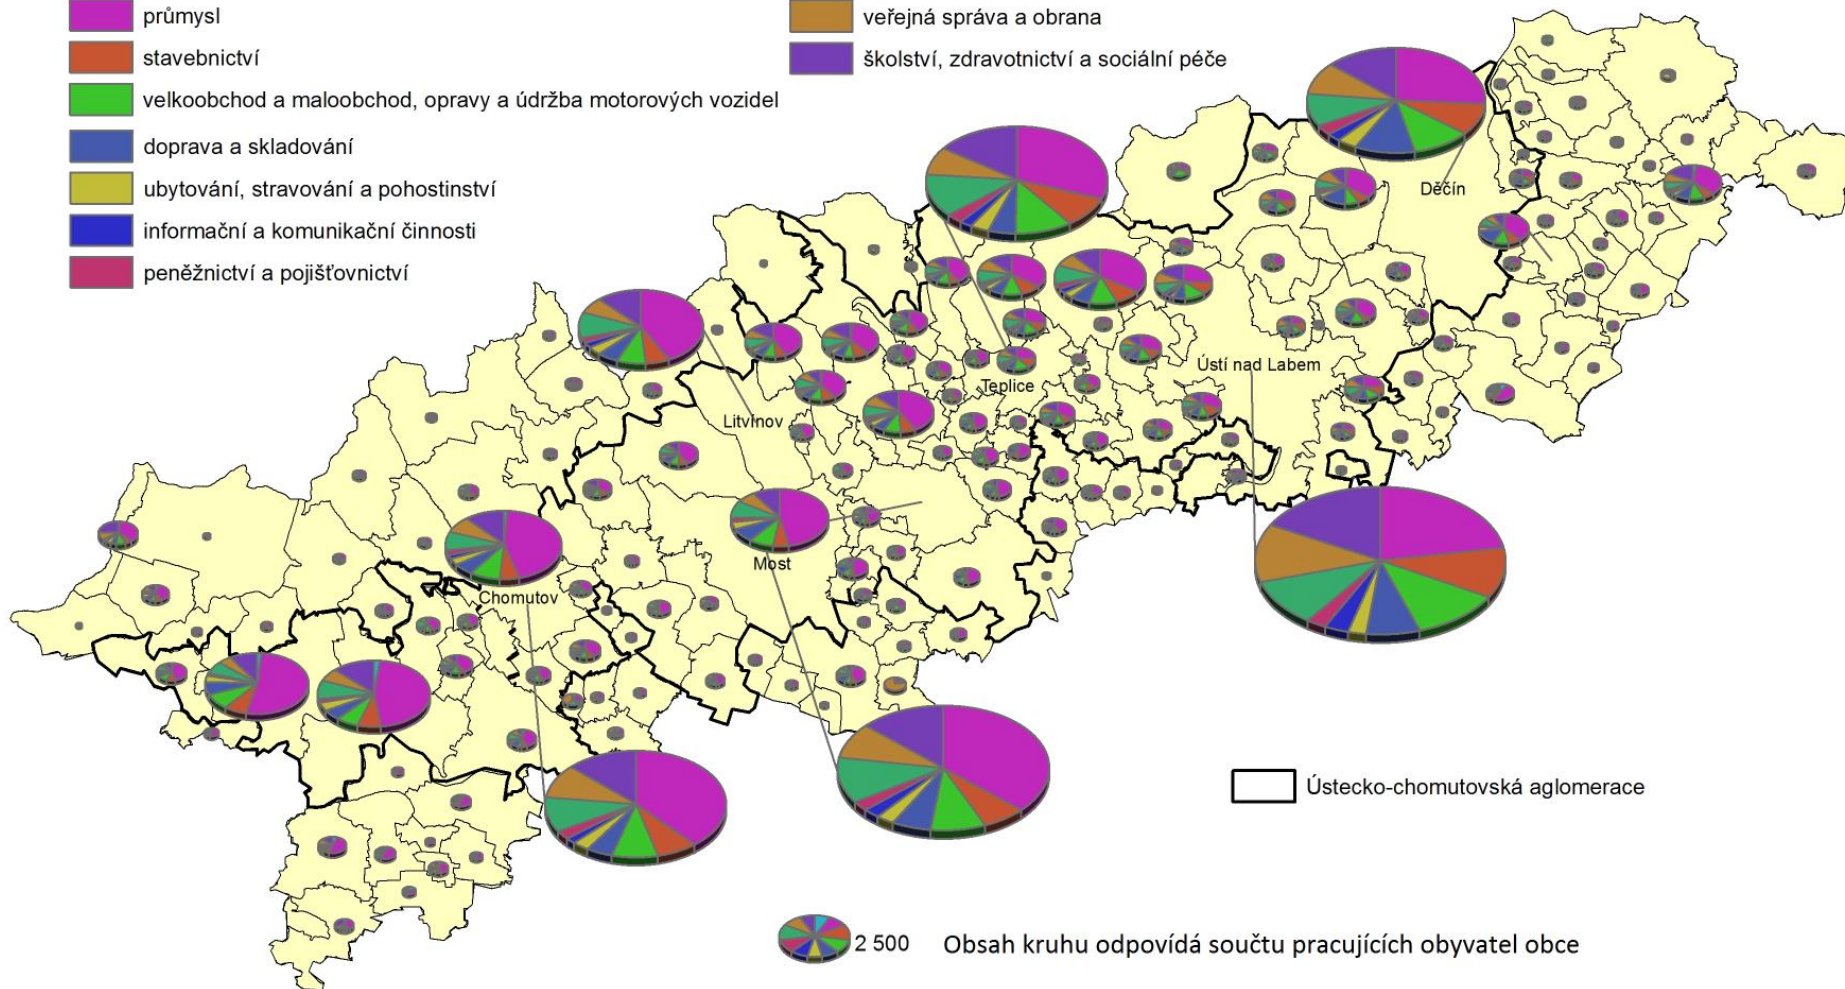 průmysl
stavebnictví
velkoobchod a maloobchod, opravy a údržba motorových vozidel
doprava a skladování
ubytování, stravování a pohostinství
informační a komunikační činnosti
peněžnictví a pojišťovnictví
veřejná správa a obrana
školství, zdravotnictví a sociální péče
Děčín
Ústí nad Labem
Teplice
Litvínov
Most
Chomutov
Ústecko-chomutovská aglomerace
2 500 Obsah kruhu odpovídá součtu pracujících obyvatel obce